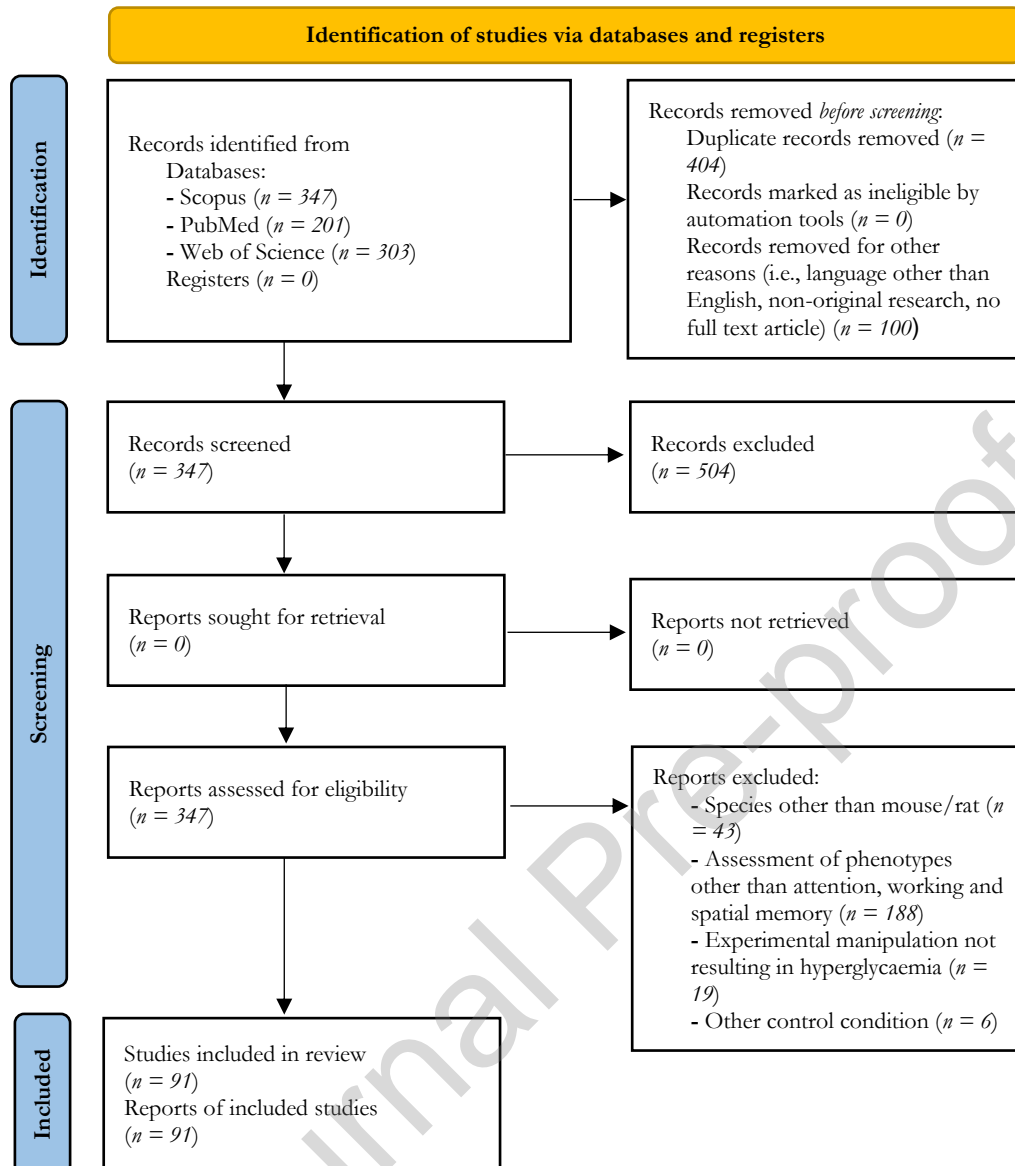 Identification of studies via databases and registers
Identification
Records identified from
Databases:
- Scopus (n = 347)
- PubMed (n = 201)
- Web of Science (n = 303)
Registers (n = 0)
Records removed before screening:
Duplicate records removed (n =
404)
Records marked as ineligible by
automation tools (n = 0)
Records removed for other
reasons (i.e., language other than
English, non-original research, no
full text article) (n = 100)
Screening
Records screened
(n = 347)
Records excluded
(n = 504)
Reports sought for retrieval
(n = 0)
Reports not retrieved
(n = 0)
Reports assessed for eligibility
(n = 347)
Reports excluded:
- Species other than mouse/rat (n
= 43)
- Assessment of phenotypes
other than attention, working and
spatial memory (n = 188)
- Experimental manipulation not
resulting in hyperglycaemia (n =
19)
- Other control condition (n = 6)
Included
Studies included in review
(n = 91)
Reports of included studies
(n = 91)
urnal Pre-proof